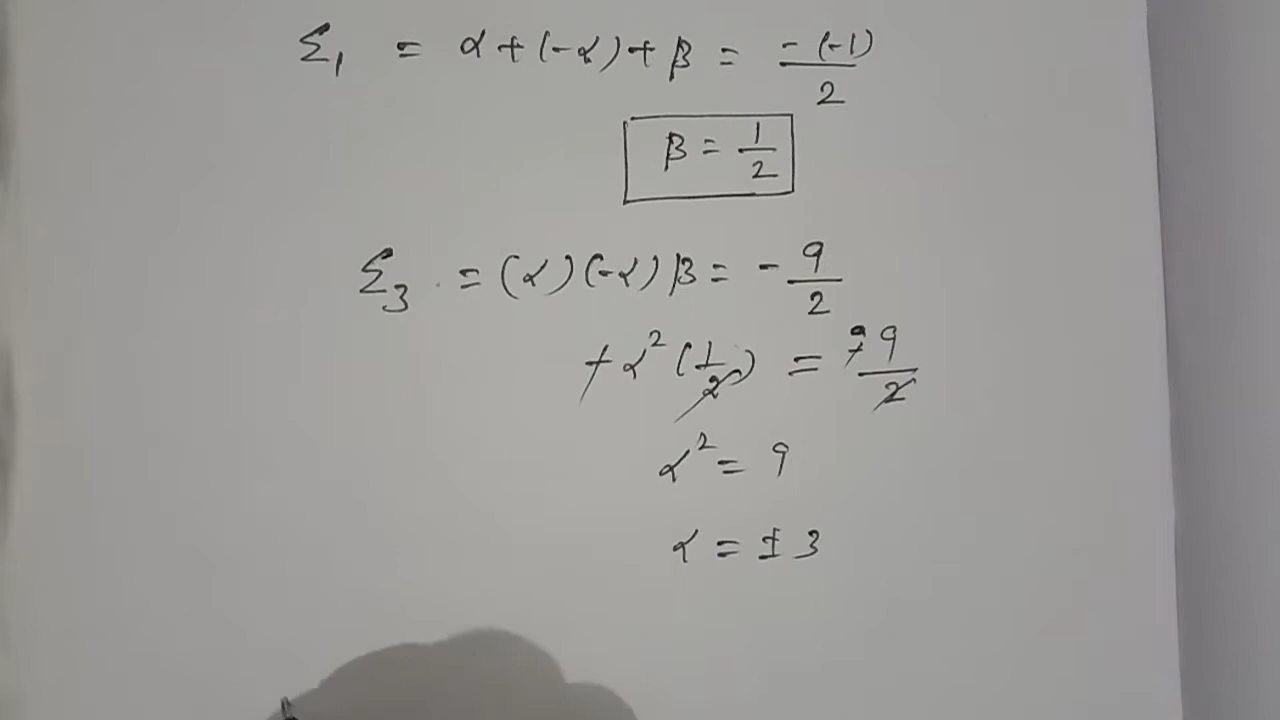 Σ₁ = α + (-α) + β = -(-1)/2
β = 1/2
Σ₃ = (α)(-α)β = -9/2
+α²(1/2) = +9/2
α² = 9
α = ±3